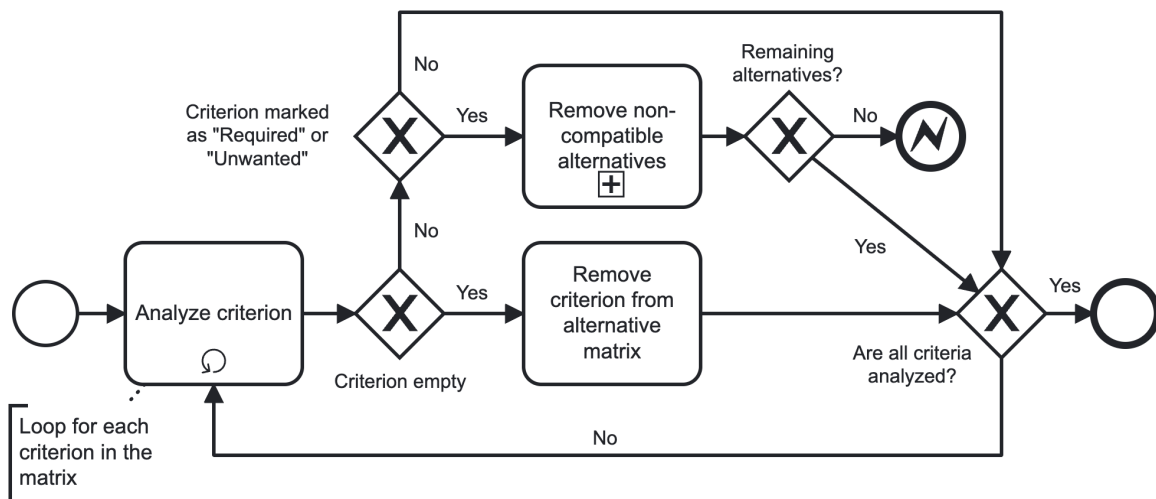 Remaining
alternatives?
No
Criterion marked
as "Required" or
"Unwanted"
Yes
Remove non-
compatible
alternatives
No
No
Yes
Analyze criterion
Yes
Remove
criterion from
alternative
matrix
Yes
Criterion empty
Are all criteria
analyzed?
Loop for each
criterion in the
matrix
No